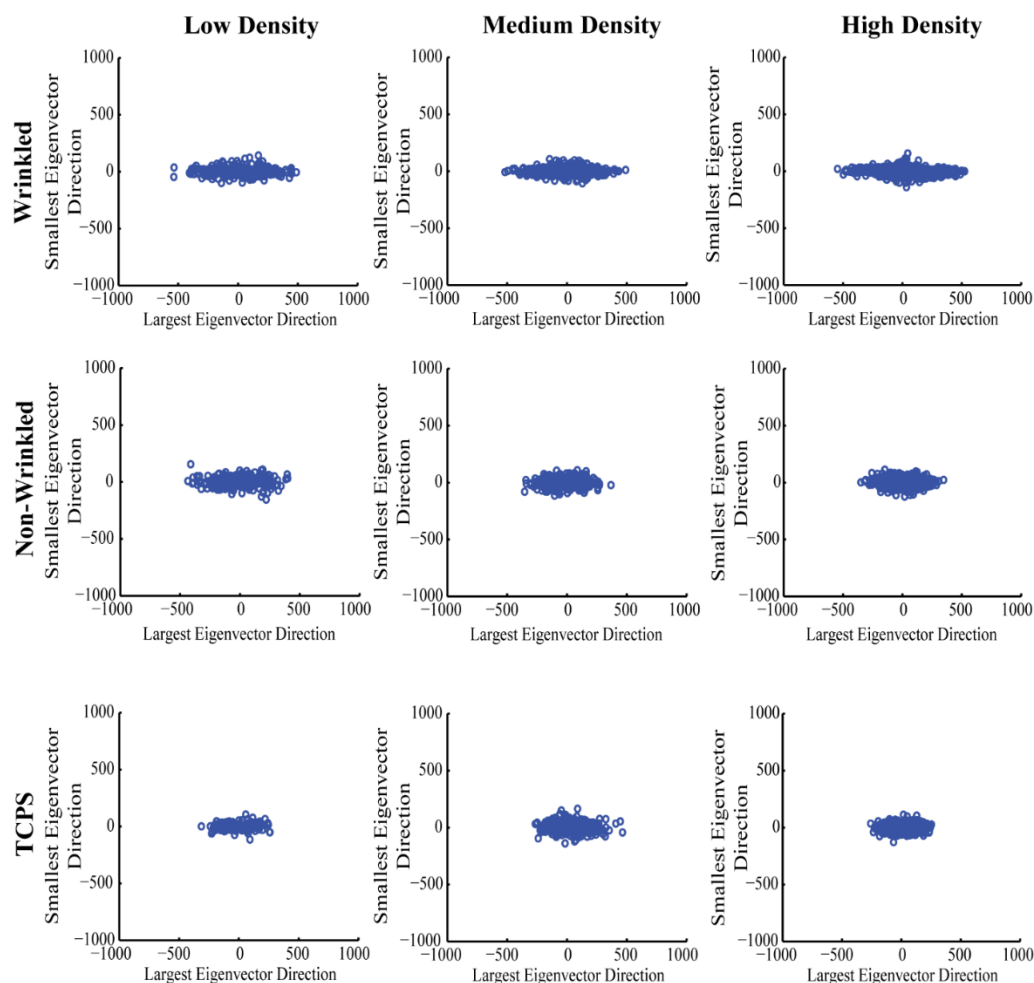 Low Density Medium Density High Density
Wrinkled
Smallest Eigenvector
Direction
1000
500
0
−500
−1000
−1000 −500 0 500 1000
Largest Eigenvector Direction
Smallest Eigenvector
Direction
1000
500
0
−500
−1000
−1000 −500 0 500 1000
Largest Eigenvector Direction
Smallest Eigenvector
Direction
1000
500
0
−500
−1000
−1000 −500 0 500 1000
Largest Eigenvector Direction
Non-Wrinkled
Smallest Eigenvector
Direction
1000
500
0
−500
−1000
−1000 −500 0 500 1000
Largest Eigenvector Direction
Smallest Eigenvector
Direction
1000
500
0
−500
−1000
−1000 −500 0 500 1000
Largest Eigenvector Direction
Smallest Eigenvector
Direction
1000
500
0
−500
−1000
−1000 −500 0 500 1000
Largest Eigenvector Direction
TCPS
Smallest Eigenvector
Direction
1000
500
0
−500
−1000
−1000 −500 0 500 1000
Largest Eigenvector Direction
Smallest Eigenvector
Direction
1000
500
0
−500
−1000
−1000 −500 0 500 1000
Largest Eigenvector Direction
Smallest Eigenvector
Direction
1000
500
0
−500
−1000
−1000 −500 0 500 1000
Largest Eigenvector Direction